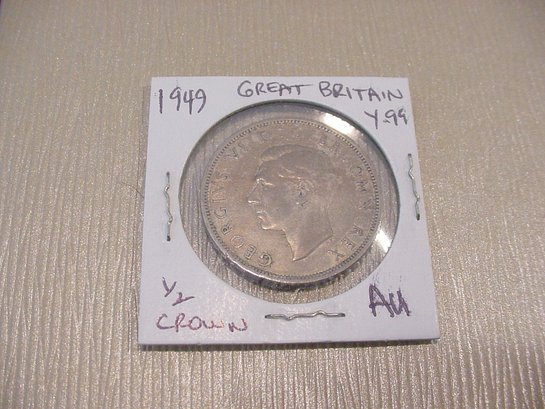 1949 GREAT BRITAIN
Y.99
GEORGIVS VI D:G:BR: OMN:REX
1/2 AU
CROWN